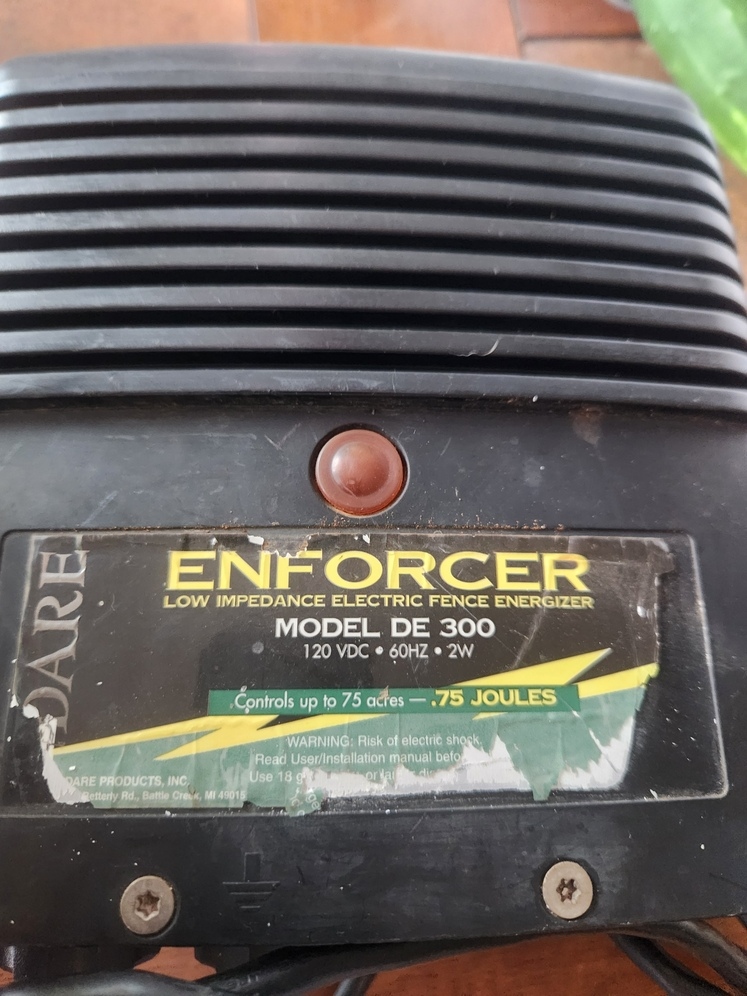 DARE
ENFORCER
LOW IMPEDANCE ELECTRIC FENCE ENERGIZER
MODEL DE 300
120 VDC • 60HZ • 2W
Controls up to 75 acres — .75 JOULES
WARNING: Risk of electric shock.
Read User/Installation manual
Use 18
DARE PRODUCTS, INC.
Betterly Rd., Battle Creek, MI 49015